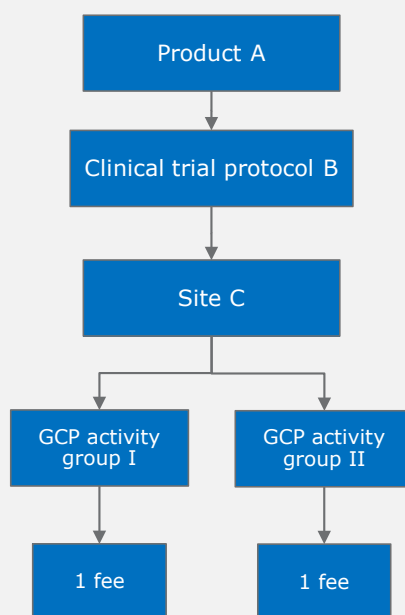 Product A
Clinical trial protocol B
Site C
GCP activity
group I
GCP activity
group II
1 fee
1 fee